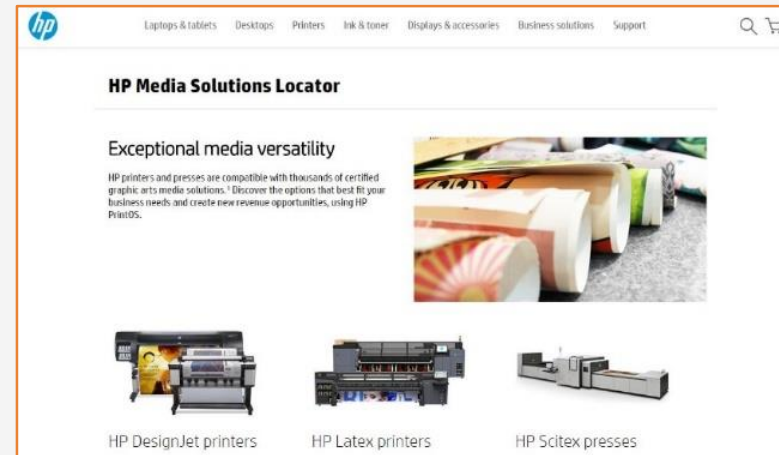 hp
Laptops & tablets Desktops Printers Ink & toner Displays & accessories Business solutions Support
HP Media Solutions Locator
Exceptional media versatility
HP printers and presses are compatible with thousands of certified
graphic arts media solutions.¹ Discover the options that best fit your
business needs and create new revenue opportunities, using HP
PrintOS.
HP DesignJet printers HP Latex printers HP Scitex presses